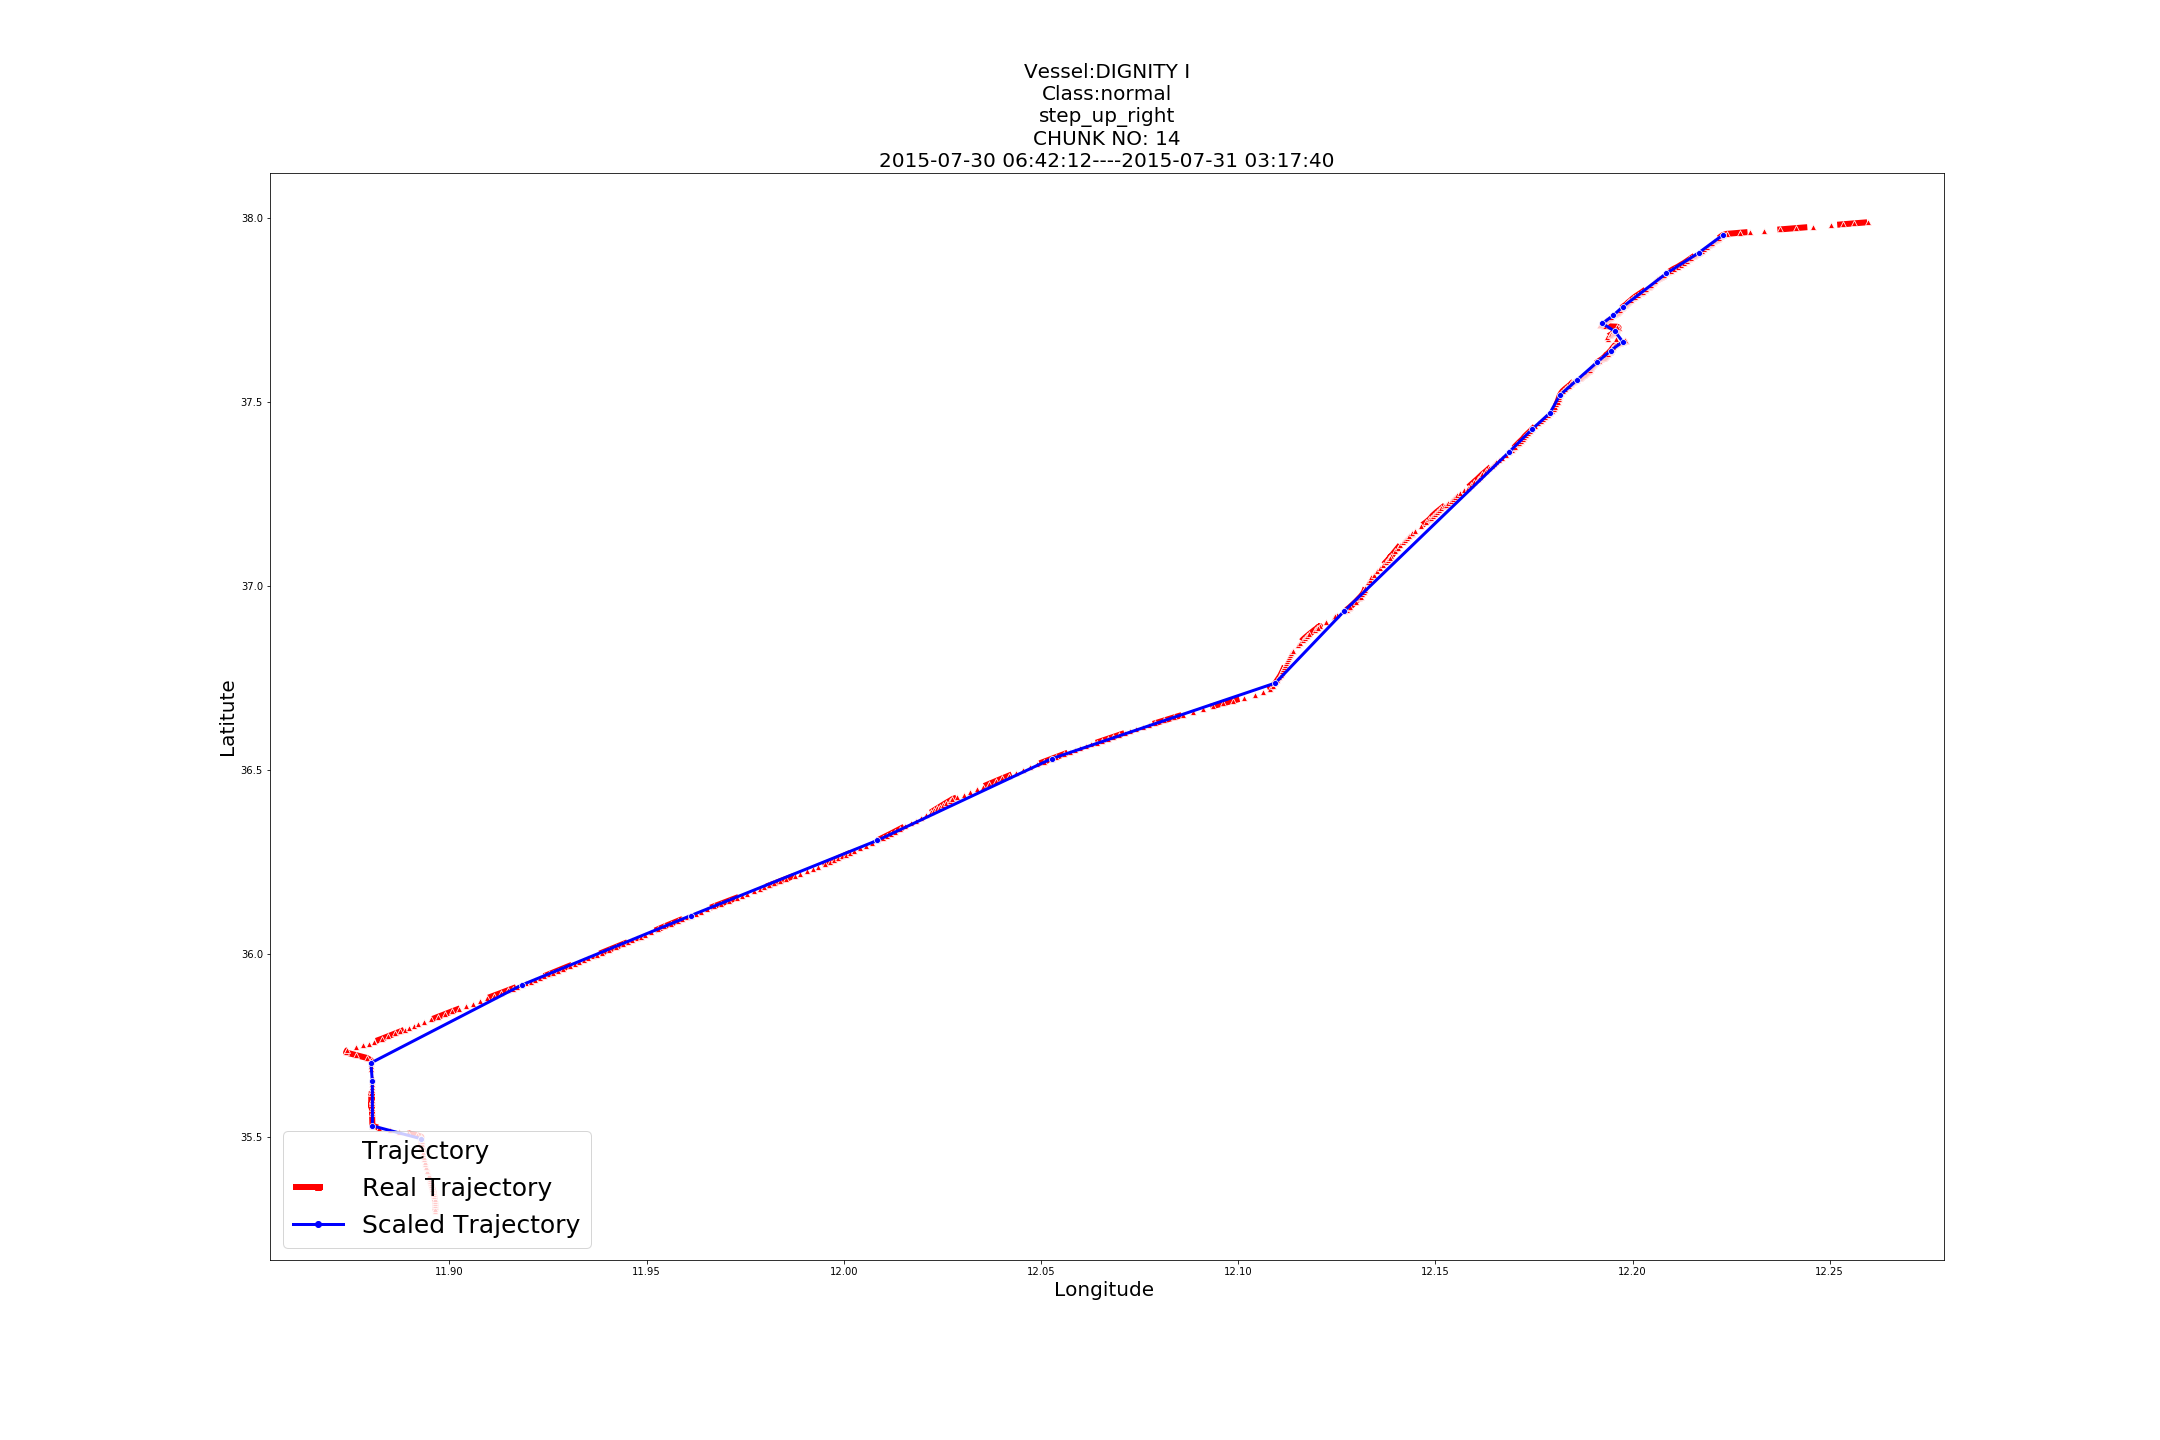 Vessel:DIGNITY I
Class:normal
step_up_right
CHUNK NO: 14
2015-07-30 06:42:12----2015-07-31 03:17:40
38.0
37.5
37.0
36.5
36.0
35.5
Latitute
Trajectory
Real Trajectory
Scaled Trajectory
11.90
11.95
12.00
12.05
12.10
12.15
12.20
12.25
Longitude